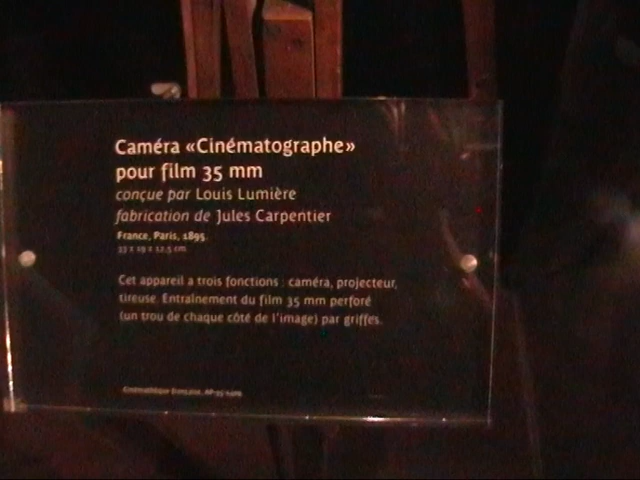 Caméra «Cinématographe»
pour film 35 mm
conçue par Louis Lumière
fabrication de Jules Carpentier
France, Paris, 1895.
Cet appareil a trois fonctions : caméra, projecteur,
tireuse. Entraînement du film 35 mm perforé
(un trou de chaque côté de l'image) par griffes.
Cinémathèque française,